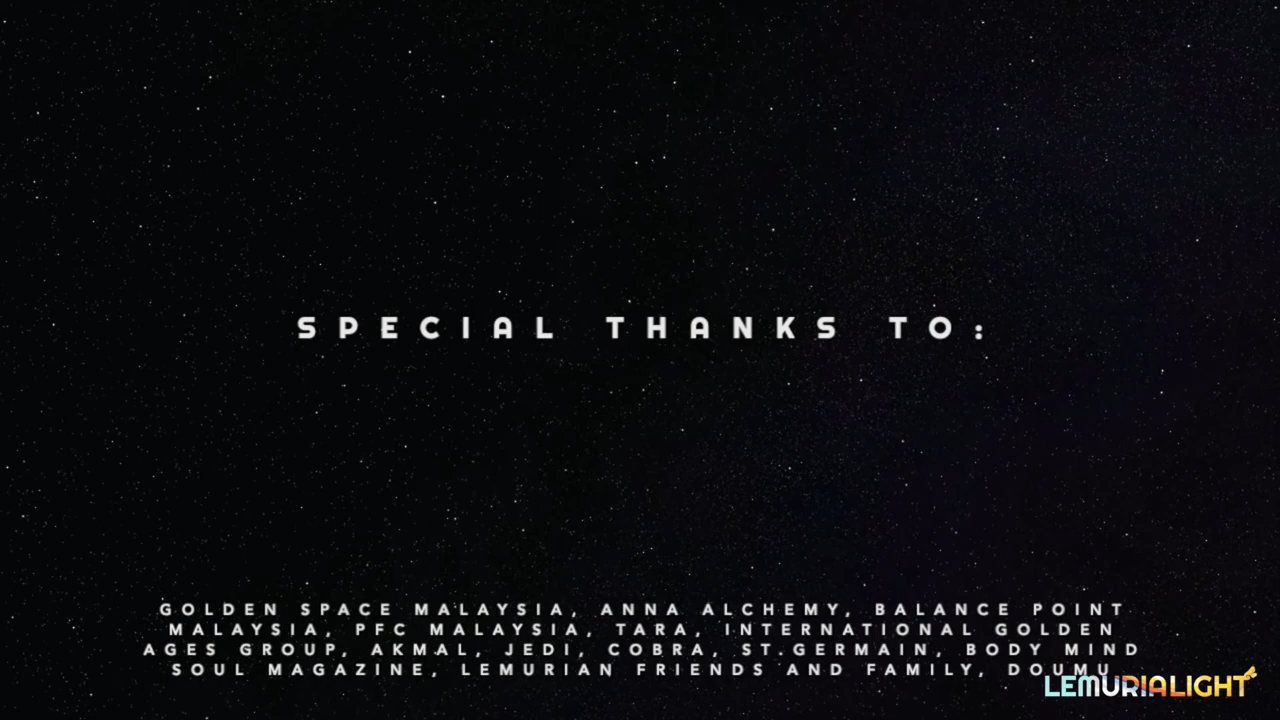 SPECIAL THANKS TO:
GOLDEN SPACE MALAYSIA, ANNA ALCHEMY, BALANCE POINT
MALAYSIA, PFC MALAYSIA, TARA, INTERNATIONAL GOLDEN
AGES GROUP, AKMAL, JEDI, COBRA, ST.GERMAIN, BODY MIND
SOUL MAGAZINE, LEMURIAN FRIENDS AND FAMILY, DOUMU
LEMURIALIGHT